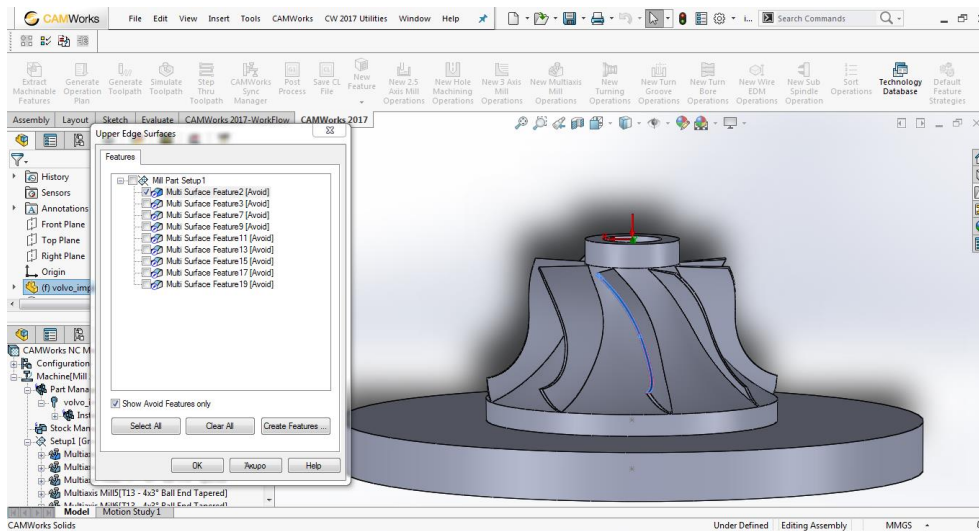 CAMWorks File Edit View Insert Tools CAMWorks CW 2017 Utilities Window Help i... Search Commands
Extract Machinable Features
Generate Operation Plan
Generate Toolpath
Simulate Toolpath
Step Thru Toolpath
CAMWorks Sync Manager
Post Process
Save CL File
New Feature
New 2.5 Axis Mill Operations
New Hole Machining Operations
New 3 Axis Mill Operations
New Multiaxis Mill Operations
New Turning Operations
New Turn Groove Operations
New Turn Bore Operations
New Wire EDM Operations
New Sub Spindle Operation
Sort Operations
Technology Database
Default Feature Strategies
Assembly Layout Sketch Evaluate CAMWorks 2017-WorkFlow CAMWorks 2017
Upper Edge Surfaces
Features
Mill Part Setup1
Multi Surface Feature2 [Avoid]
Multi Surface Feature3 [Avoid]
Multi Surface Feature7 [Avoid]
Multi Surface Feature9 [Avoid]
Multi Surface Feature11 [Avoid]
Multi Surface Feature13 [Avoid]
Multi Surface Feature15 [Avoid]
Multi Surface Feature17 [Avoid]
Multi Surface Feature19 [Avoid]
Show Avoid Features only
Select All Clear All Create Features ...
OK Άκυρο Help
History
Sensors
Annotations
Front Plane
Top Plane
Right Plane
Origin
(f) volvo_imp
CAMWorks NC M
Configuration
Machine[Mill
Part Mana
volvo_i
Inst
Stock Man
Setup1 [Gr
Multiax
Multiax
Multiaxis Mill5[T13 - 4x3° Ball End Tapered]
Multiaxis Mill6[T13 - 4x3° Ball End Tapered]
Model Motion Study 1
CAMWorks Solids Under Defined Editing Assembly MMGS